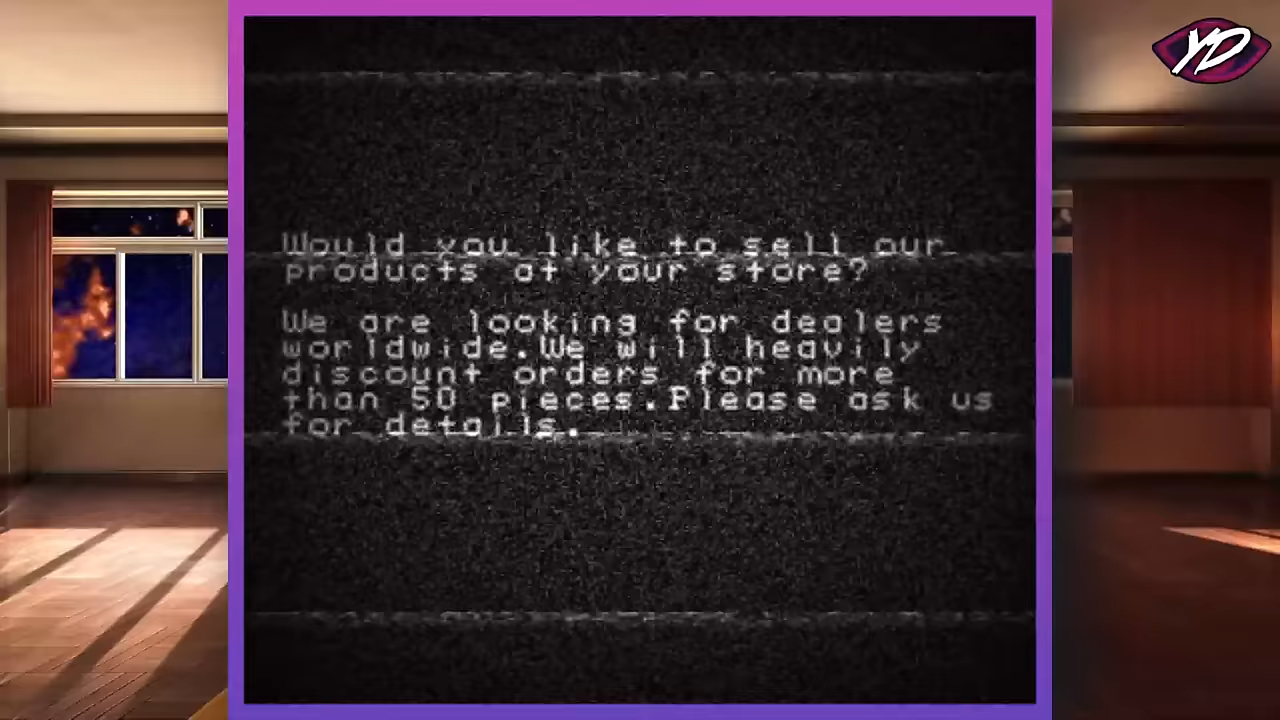 YD
Would you like to sell our
products at your store?
We are looking for dealers
worldwide.We will heavily
discount orders for more
than 50 pieces.Please ask us
for details.